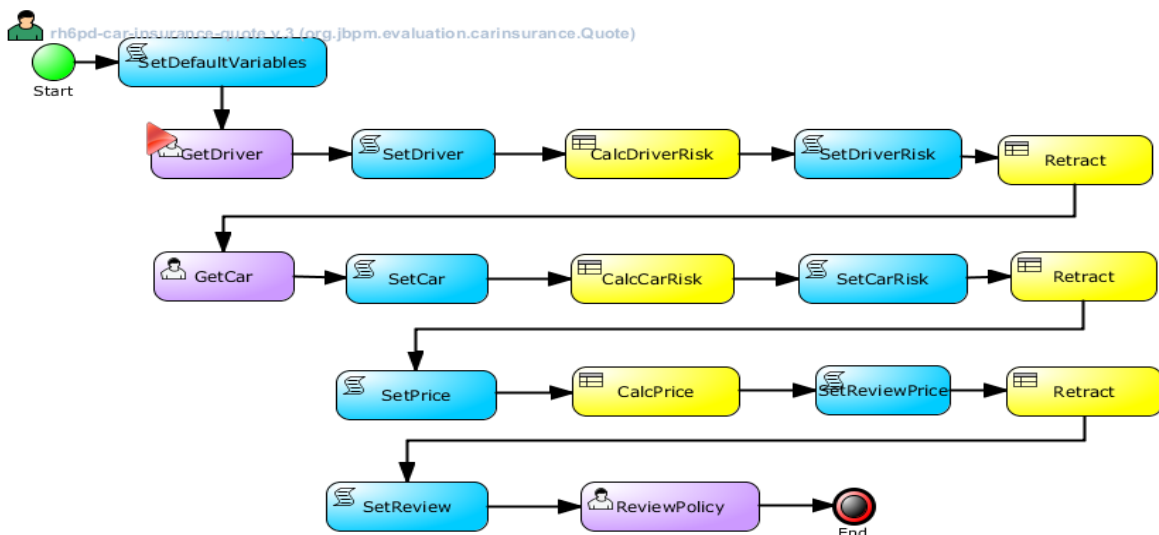 rh6pd-car-insurance-quote v.3 (org.jbpm.evaluation.carinsurance.Quote)
SetDefaultVariables
Start
GetDriver
SetDriver
CalcDriverRisk
SetDriverRisk
Retract
GetCar
SetCar
CalcCarRisk
SetCarRisk
Retract
SetPrice
CalcPrice
SetReviewPrice
Retract
SetReview
ReviewPolicy
End